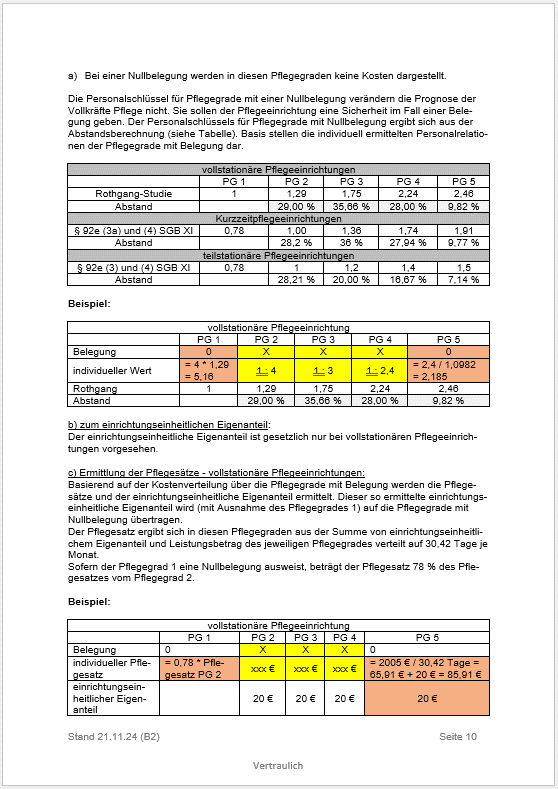 a) Bei einer Nullbelegung werden in diesen Pflegegraden keine Kosten dargestellt.
Die Personalschlüssel für Pflegegrade mit einer Nullbelegung verändern die Prognose der
Vollkräfte Pflege nicht. Sie sollen der Pflegeeinrichtung eine Sicherheit im Fall einer Bele-
gung geben. Der Personalschlüssels für Pflegegrade mit Nullbelegung ergibt sich aus der
Abstandsberechnung (siehe Tabelle). Basis stellen die individuell ermittelten Personalrelatio-
nen der Pflegegrade mit Belegung dar.
vollstationäre Pflegeeinrichtungen
PG 1 PG 2 PG 3 PG 4 PG 5
Rothgang-Studie 1 1,29 1,75 2,24 2,46
Abstand 29,00 % 35,66 % 28,00 % 9,82 %
Kurzzeitpflegeeinrichtungen
§ 92e (3a) und (4) SGB XI 0,78 1,00 1,36 1,74 1,91
Abstand 28,2 % 36 % 27,94 % 9,77 %
teilstationäre Pflegeeinrichtungen
§ 92e (3) und (4) SGB XI 0,78 1 1,2 1,4 1,5
Abstand 28,21 % 20,00 % 16,67 % 7,14 %
Beispiel:
vollstationäre Pflegeeinrichtung
PG 1 PG 2 PG 3 PG 4 PG 5
Belegung 0 X X X 0
individueller Wert = 4 * 1,29 = 5,16 1 : 4 1 : 3 1 : 2,4 = 2,4 / 1,0982 = 2,185
Rothgang 1 1,29 1,75 2,24 2,46
Abstand 29,00 % 35,66 % 28,00 % 9,82 %
b) zum einrichtungseinheitlichen Eigenanteil:
Der einrichtungseinheitliche Eigenanteil ist gesetzlich nur bei vollstationären Pflegeeinrich-
tungen vorgesehen.
c) Ermittlung der Pflegesätze - vollstationäre Pflegeeinrichtungen:
Basierend auf der Kostenverteilung über die Pflegegrade mit Belegung werden die Pflege-
sätze und der einrichtungseinheitliche Eigenanteil ermittelt. Dieser so ermittelte einrichtungs-
einheitliche Eigenanteil wird (mit Ausnahme des Pflegegrades 1) auf die Pflegegrade mit
Nullbelegung übertragen.
Der Pflegesatz ergibt sich in diesen Pflegegraden aus der Summe von einrichtungseinheitli-
chem Eigenanteil und Leistungsbetrag des jeweiligen Pflegegrades verteilt auf 30,42 Tage je
Monat.
Sofern der Pflegegrad 1 eine Nullbelegung ausweist, beträgt der Pflegesatz 78 % des Pfle-
gesatzes vom Pflegegrad 2.
Beispiel:
vollstationäre Pflegeeinrichtung
PG 1 PG 2 PG 3 PG 4 PG 5
Belegung 0 X X X 0
individueller Pfle-
gesatz = 0,78 * Pfle-
gesatz PG 2 xxx € xxx € xxx € = 2005 € / 30,42 Tage =
65,91 € + 20 € = 85,91 €
einrichtungsein-
heitlicher Eigen-
anteil 20 € 20 € 20 € 20 €
Stand 21.11.24 (B2) Seite 10
Vertraulich